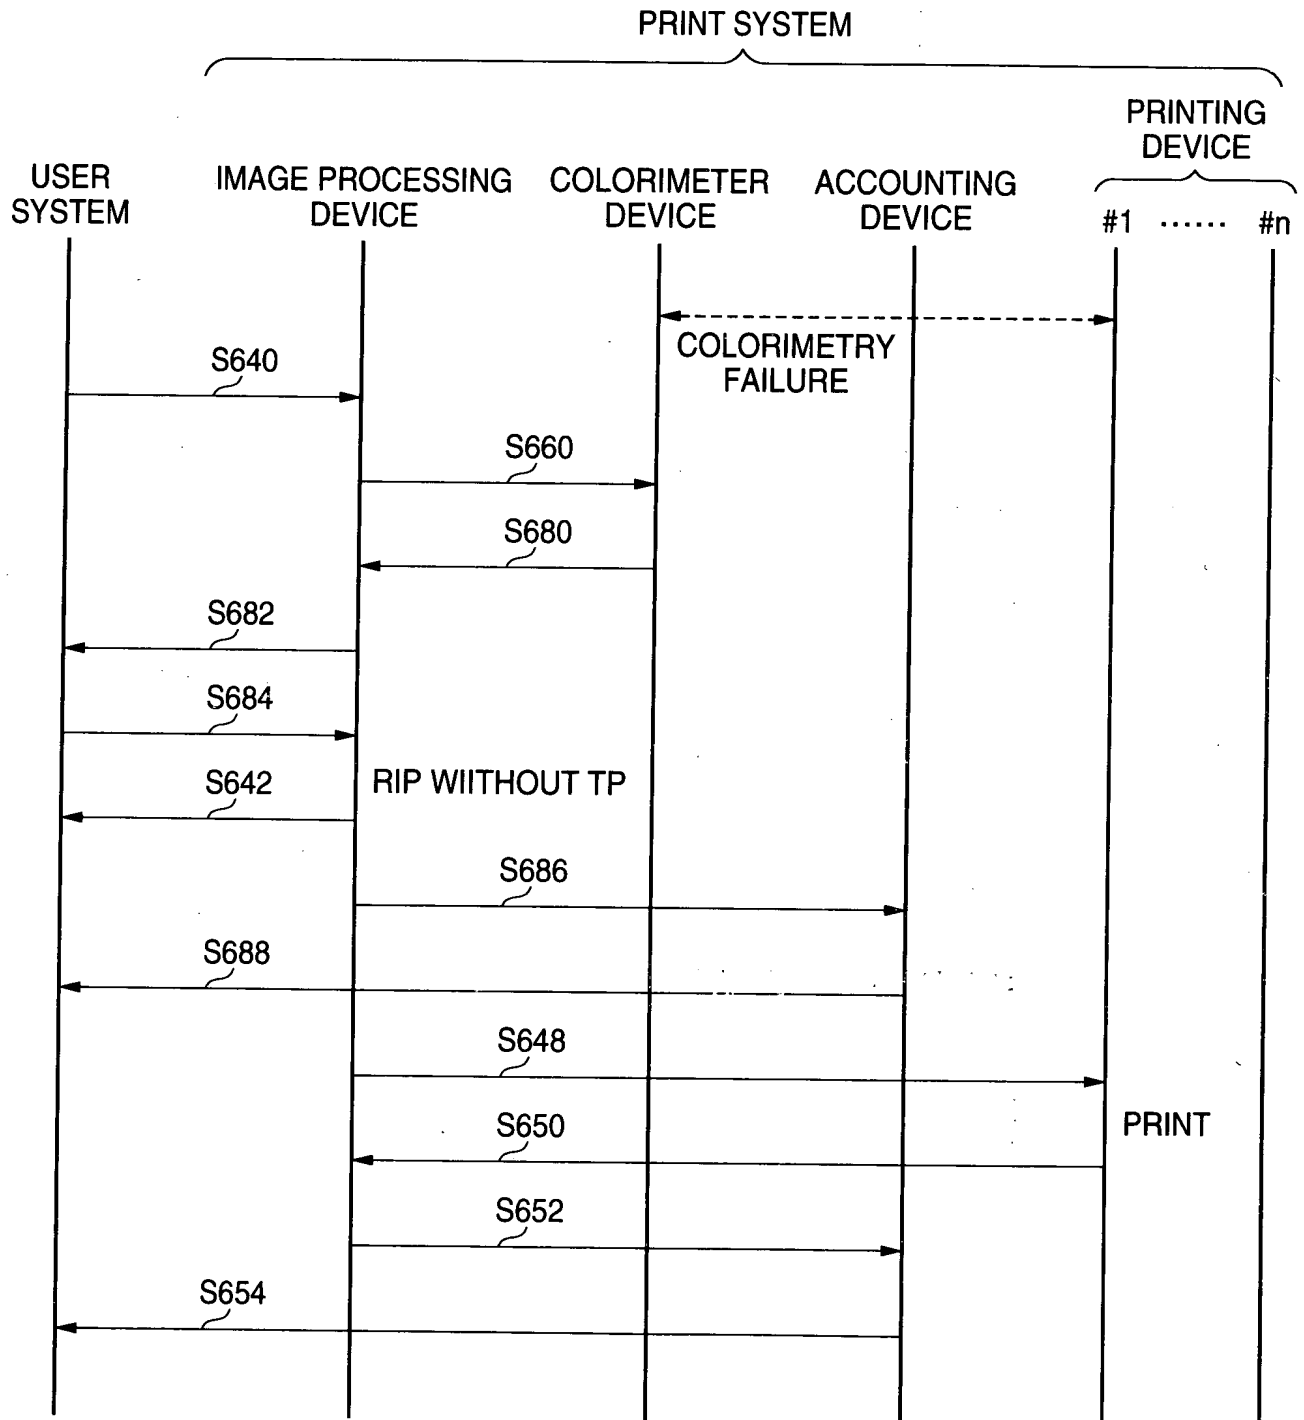 PRINT SYSTEM
PRINTING
DEVICE
USER
SYSTEM
IMAGE PROCESSING
DEVICE
COLORIMETER
DEVICE
ACCOUNTING
DEVICE
#1 ...... #n
COLORIMETRY
FAILURE
S640
S660
S680
S682
S684
S642
RIP WIITHOUT TP
S686
S688
S648
S650
PRINT
S652
S654